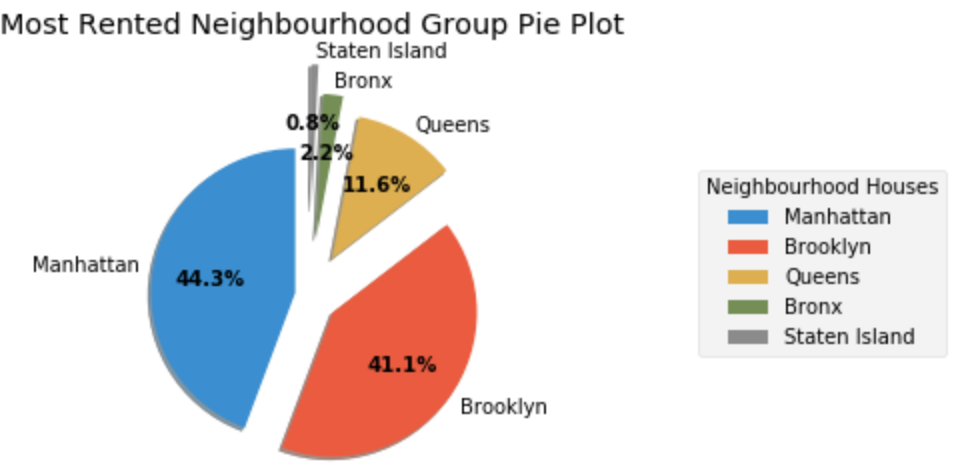 Most Rented Neighbourhood Group Pie Plot
Staten Island
Bronx
0.8%
Queens
2.2%
11.6%
Manhattan
44.3%
41.1%
Brooklyn
Neighbourhood Houses
Manhattan
Brooklyn
Queens
Bronx
Staten Island